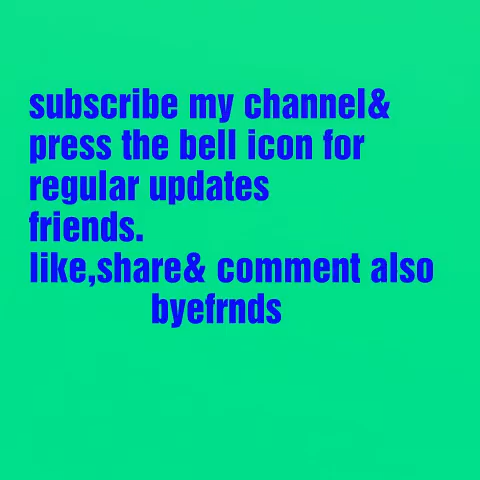 subscribe my channel&
press the bell icon for
regular updates
friends.
like,share& comment also
byefrnds